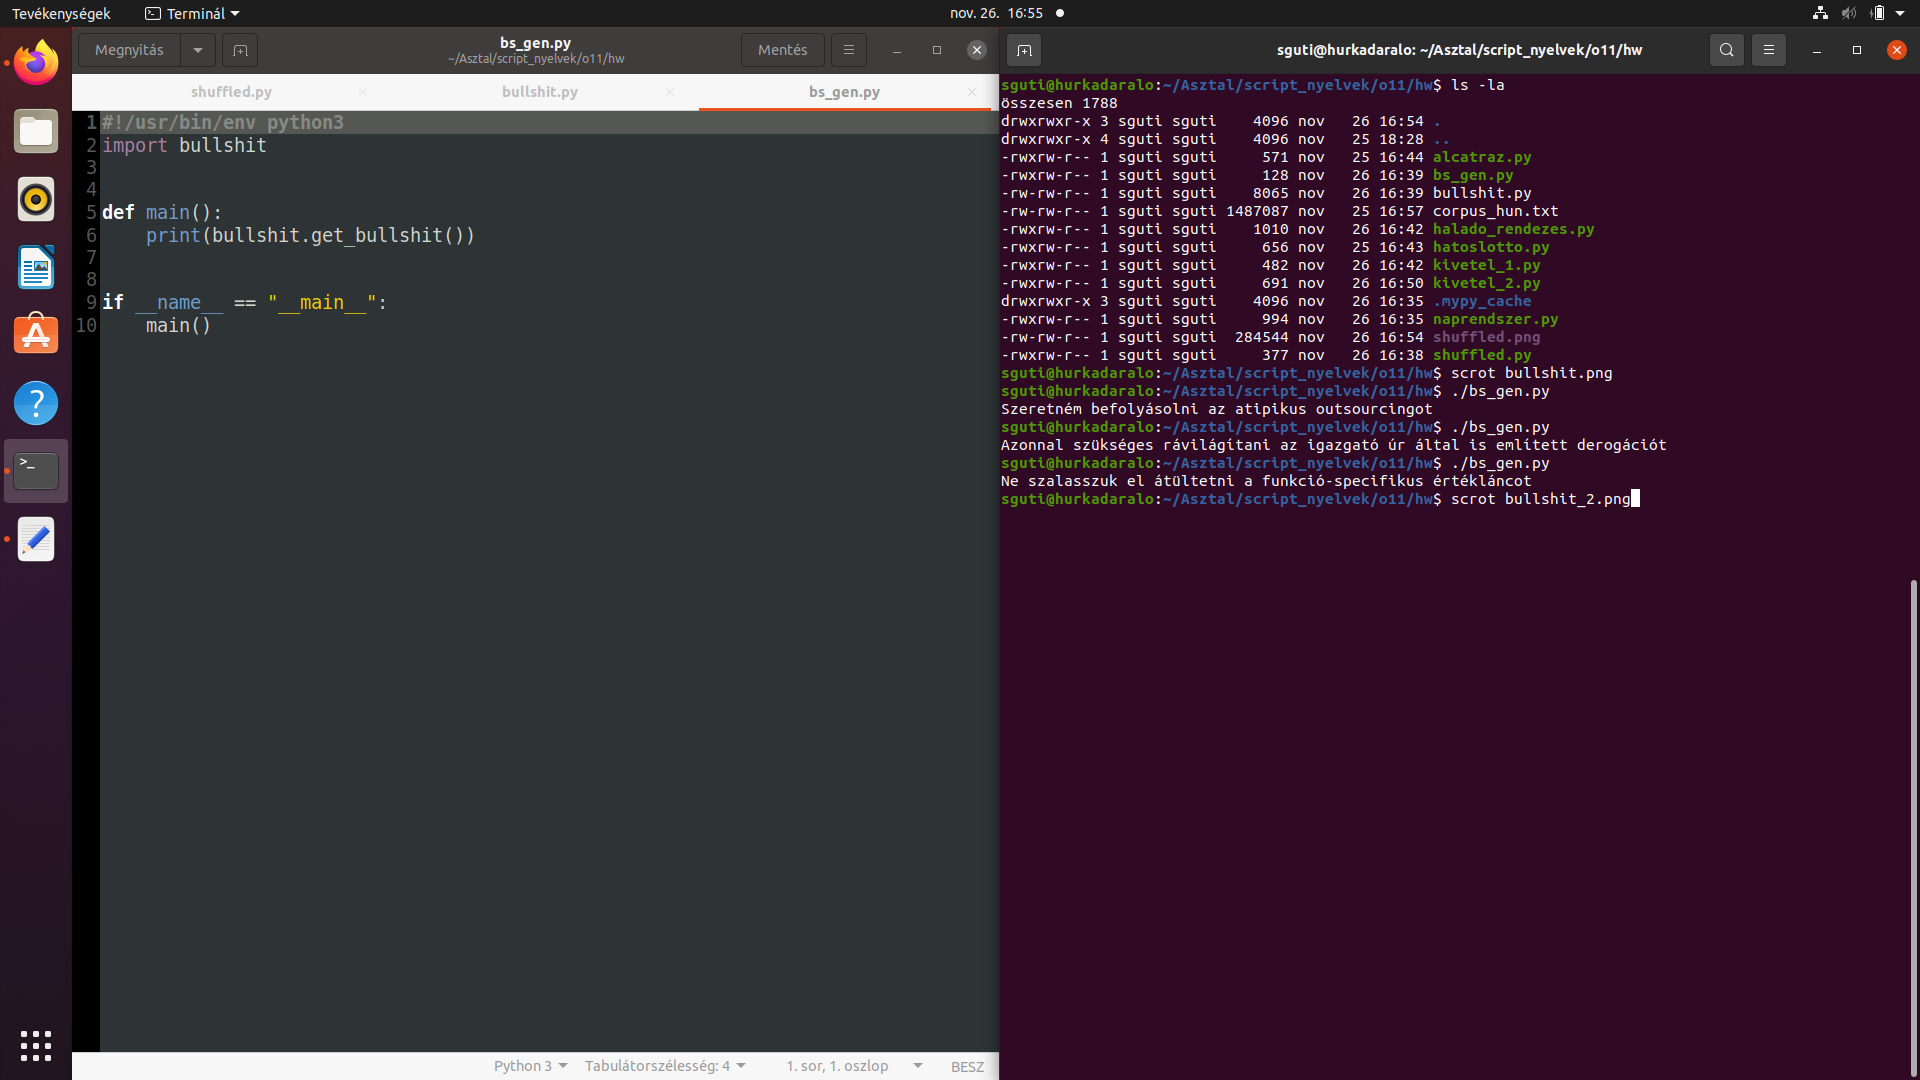 Tevékenységek Terminál nov. 26. 16:55
Megnyitás bs_gen.py ~/Asztal/script_nyelvek/o11/hw Mentés
shuffled.py bullshit.py bs_gen.py
1 #!/usr/bin/env python3
2 import bullshit
3
4
5 def main():
6     print(bullshit.get_bullshit())
7
8
9 if __name__ == "__main__":
10     main()
Python 3 Tabulátorszélesség: 4 1. sor, 1. oszlop BESZ
sguti@hurkadaralo: ~/Asztal/script_nyelvek/o11/hw
sguti@hurkadaralo:~/Asztal/script_nyelvek/o11/hw$ ls -la
összesen 1788
drwxrwxr-x 3 sguti sguti    4096 nov   26 16:54 .
drwxrwxr-x 4 sguti sguti    4096 nov   25 18:28 ..
-rwxrw-r-- 1 sguti sguti     571 nov   25 16:44 alcatraz.py
-rwxrw-r-- 1 sguti sguti     128 nov   26 16:39 bs_gen.py
-rw-rw-r-- 1 sguti sguti    8065 nov   26 16:39 bullshit.py
-rw-rw-r-- 1 sguti sguti 1487087 nov   25 16:57 corpus_hun.txt
-rwxrw-r-- 1 sguti sguti    1010 nov   26 16:42 halado_rendezes.py
-rwxrw-r-- 1 sguti sguti     656 nov   25 16:43 hatoslotto.py
-rwxrw-r-- 1 sguti sguti     482 nov   26 16:42 kivetel_1.py
-rwxrw-r-- 1 sguti sguti     691 nov   26 16:50 kivetel_2.py
drwxrwxr-x 3 sguti sguti    4096 nov   26 16:35 .mypy_cache
-rwxrw-r-- 1 sguti sguti     994 nov   26 16:35 naprendszer.py
-rw-rw-r-- 1 sguti sguti  284544 nov   26 16:54 shuffled.png
-rwxrw-r-- 1 sguti sguti     377 nov   26 16:38 shuffled.py
sguti@hurkadaralo:~/Asztal/script_nyelvek/o11/hw$ scrot bullshit.png
sguti@hurkadaralo:~/Asztal/script_nyelvek/o11/hw$ ./bs_gen.py
Szeretném befolyásolni az atipikus outsourcingot
sguti@hurkadaralo:~/Asztal/script_nyelvek/o11/hw$ ./bs_gen.py
Azonnal szükséges rávilágítani az igazgató úr által is említett derogációt
sguti@hurkadaralo:~/Asztal/script_nyelvek/o11/hw$ ./bs_gen.py
Ne szalasszuk el átültetni a funkció-specifikus értékláncot
sguti@hurkadaralo:~/Asztal/script_nyelvek/o11/hw$ scrot bullshit_2.png